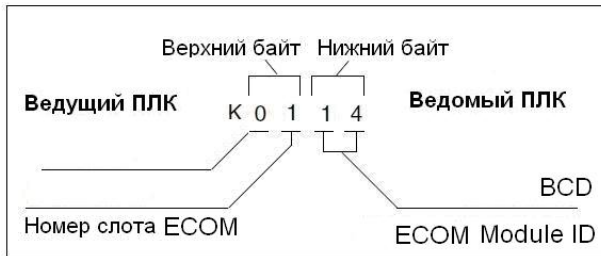 Верхний байт Нижний байт
Ведущий ПЛК K 0 1 1 4 Ведомый ПЛК
BCD
Номер слота ECOM ECOM Module ID